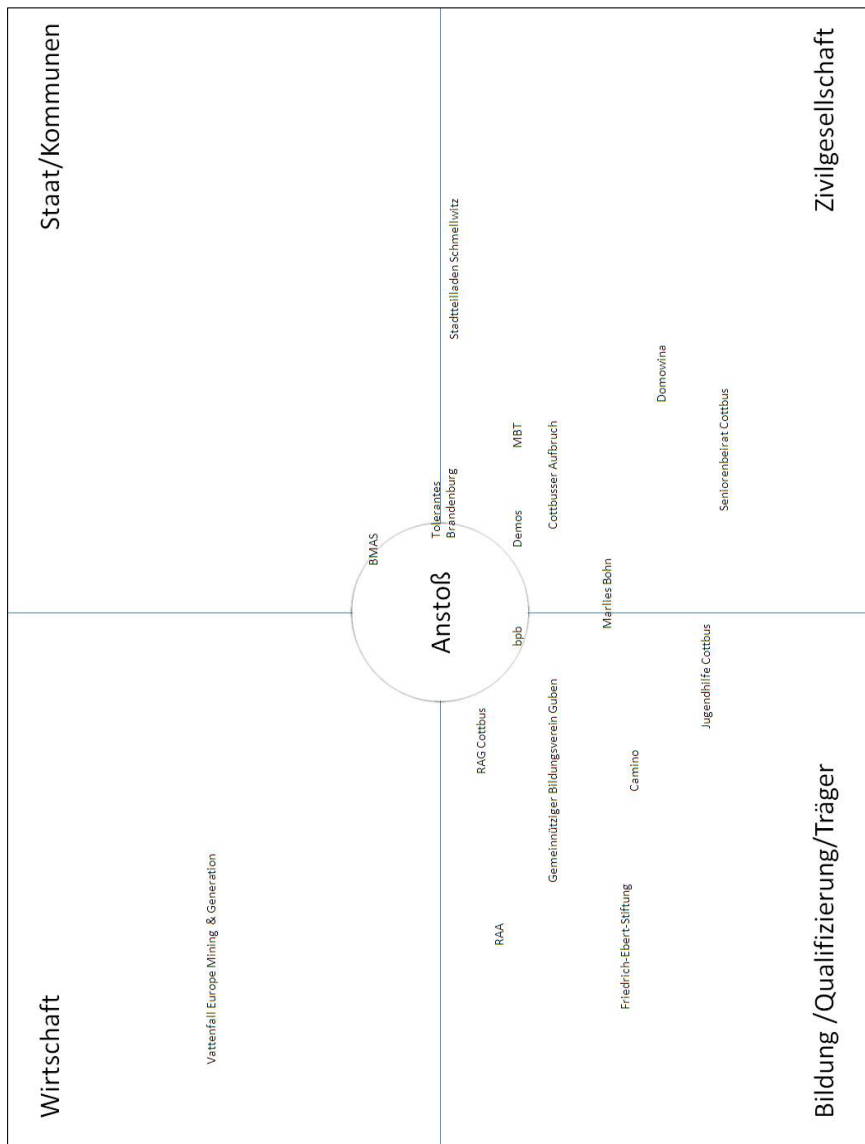 Wirtschaft
Staat/Kommunen
Vattenfall Europe Mining & Generation
BMAS
Anstoß
Tolerantes
Brandenburg
Stadtteilladen Schmellwitz
RAG Cottbus
RAA
bpb
Demos
MBT
Gemeinnütziger Bildungsverein Guben
Cottbusser Aufbruch
Marlies Bohn
Friedrich-Ebert-Stiftung
Camino
Domowina
Jugendhilfe Cottbus
Seniorenbeirat Cottbus
Bildung /Qualifizierung/Träger
Zivilgesellschaft